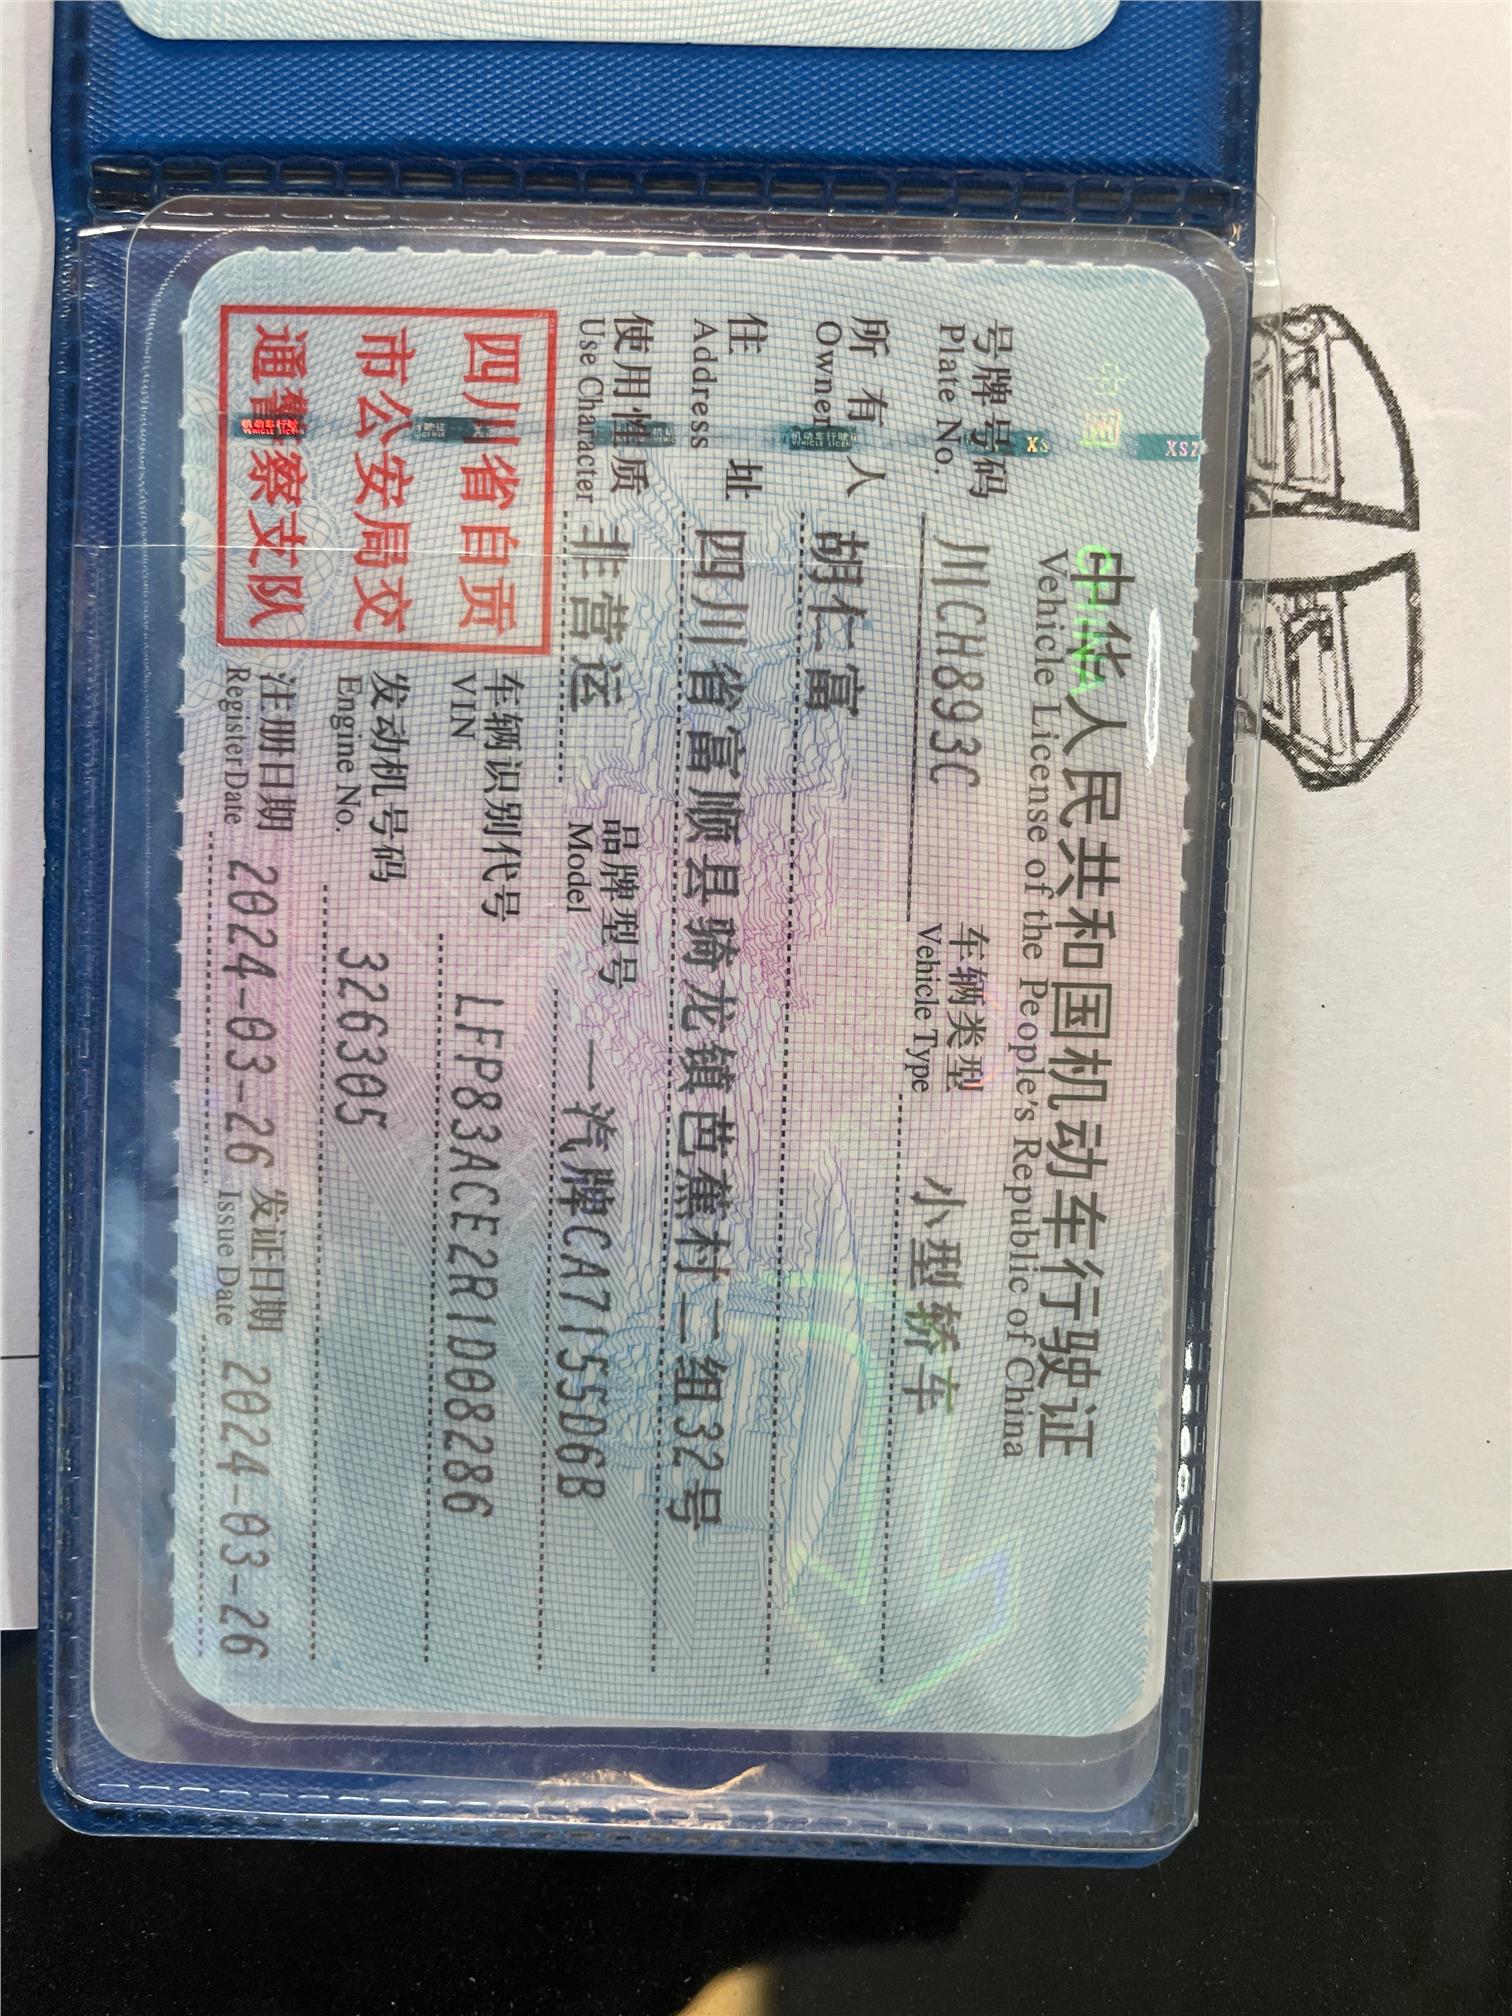 中华人民共和国机动车行驶证
Vehicle License of the People's Republic of China
号牌号码 川CH893C 车辆类型 小型轿车
Plate No. Vehicle Type
所有人 胡仁富
Owner
住址 四川省富顺县骑龙镇芭蕉村二组32号
Address
使用性质 非营运 品牌型号 一汽牌CA7155D6B
Use Character Model
四川省自贡
市公安局交
通警察支队
车辆识别代号 LFP83ACE2R1D08286
VIN
发动机号码 326305
Engine No.
注册日期 2024-03-26 发证日期 2024-03-26
Register Date Issue Date